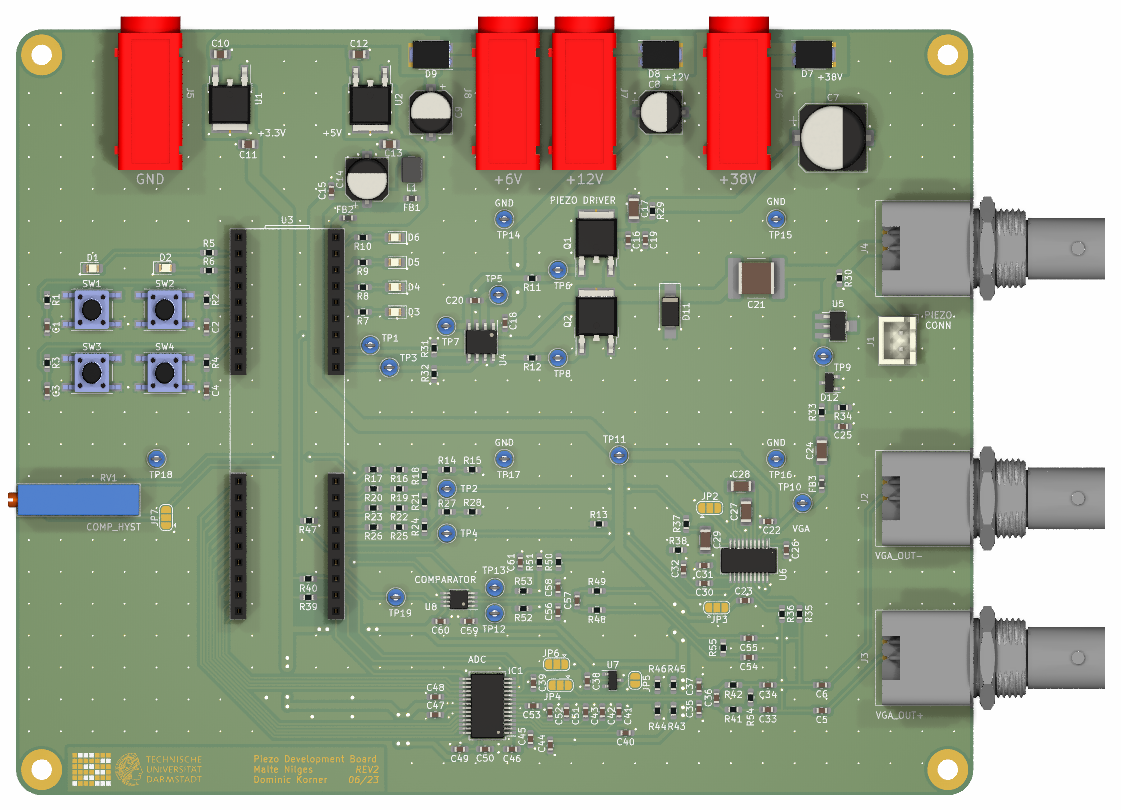 C10
C12
D9
D8
+12V
D7
+38V
J5
U1
U2
C9
J8
J7
C8
J6
C7
+3.3V
+5V
C11
C13
GND
C15
C14
L1
FB1
FB2
+6V
+12V
+38V
U3
GND
TP14
PIEZO DRIVER
C17
R29
C16
C19
Q1
GND
TP15
J4
R5
R6
R10
D6
D1
D2
R9
D5
TP5
TP6
R11
R30
SW1
SW2
R1
R2
R8
D4
C20
C21
C1
C2
R7
D3
C18
TP7
Q2
D11
U5
PIEZO
CONN
J1
SW3
SW4
R3
R4
TP1
TP3
R31
R32
U4
R12
TP8
TP9
C3
C4
D12
R33
R34
C25
TP11
GND
TP17
GND
TP16
C24
TP18
R14
R15
R17
R16
R18
TP2
C28
TP10
FB3
RV1
COMP_HYST
JP7
R20
R19
R21
R23
R22
R27
R28
R24
R26
R25
TP4
R47
R13
JP2
C27
C22
VGA
R37
R38
C29
C26
J2
VGA_OUT-
C61
R51
R50
C32
C31
C30
U6
R40
R39
COMPARATOR
TP13
R53
C58
R49
TP19
U8
TP12
R52
C56
C57
R48
C60
C59
C23
JP3
R36
R35
R55
C55
C54
J3
ADC
IC1
JP6
U7
JP4
C39
C38
JP5
R46
R45
C37
C36
R42
C34
C6
C48
C47
C53
C52
C51
C43
C42
C41
R44
R43
C35
R41
R54
C33
C5
VGA_OUT+
C40
C45
C44
C49
C50
C46
TECHNISCHE
UNIVERSITÄT
DARMSTADT
Piezo Development Board
Malte Nilges REV2
Dominic Korner 06/23